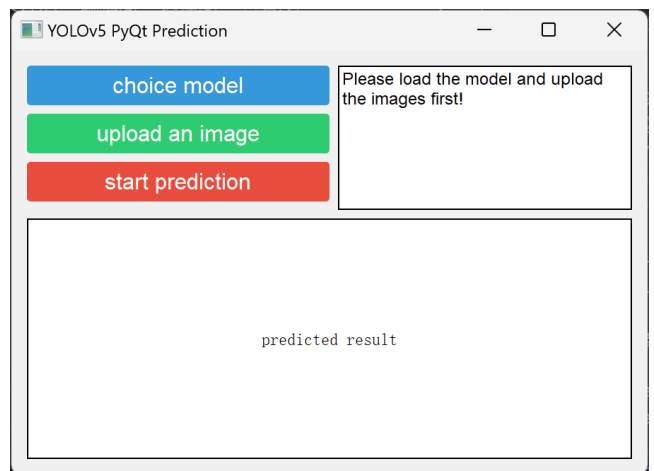 YOLOv5 PyQt Prediction
choice model
upload an image
start prediction
Please load the model and upload
the images first!
predicted result